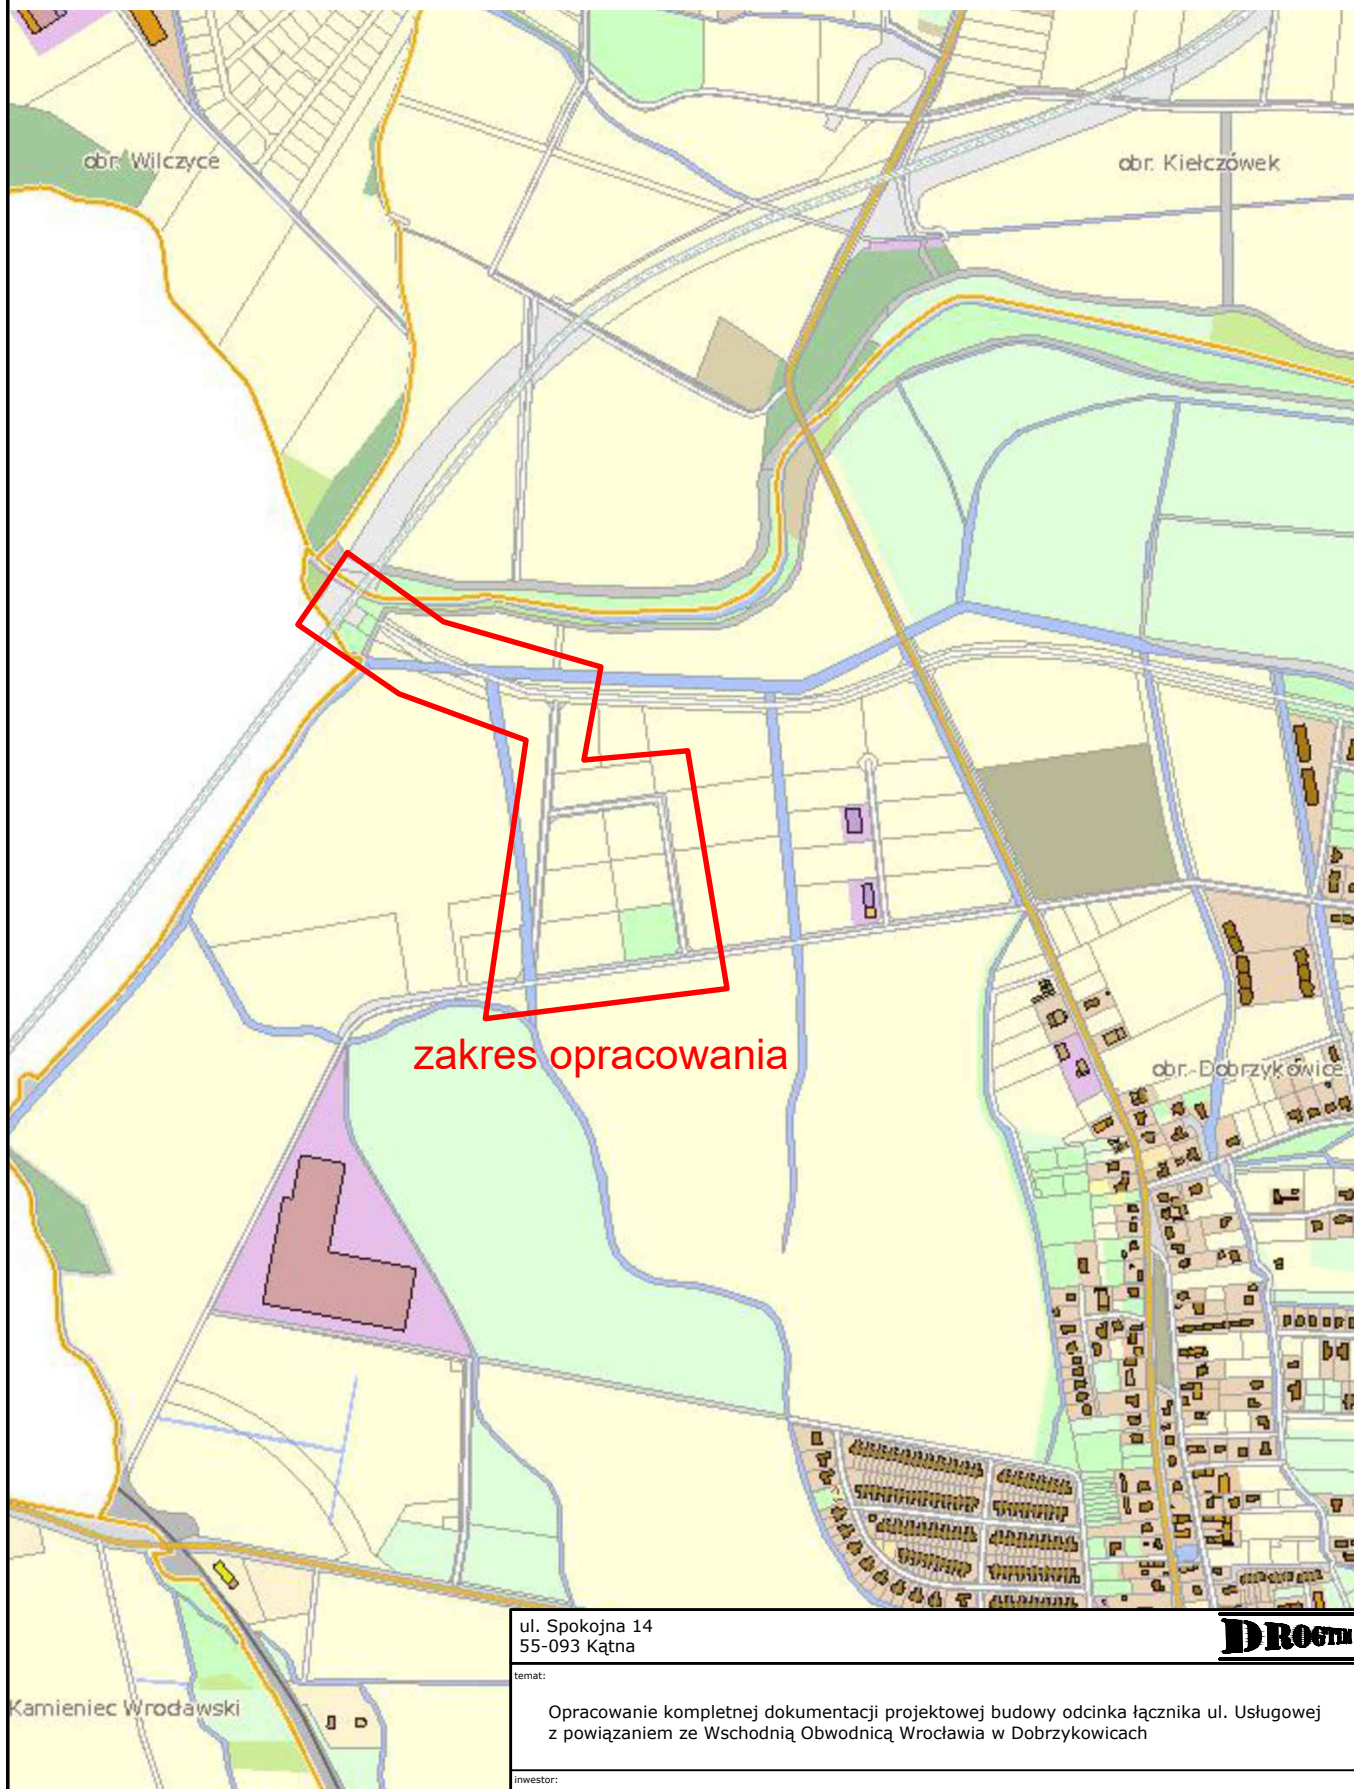 obr. Wilczyce
obr. Kiełczówek
zakres opracowania
obr. Dobrzykowice
Kamieniec Wrocławski
ul. Spokojna 14
55-093 Kątna
temat:
Opracowanie kompletnej dokumentacji projektowej budowy odcinka łącznika ul. Usługowej
z powiązaniem ze Wschodnią Obwodnicą Wrocławia w Dobrzykowicach
inwestor: